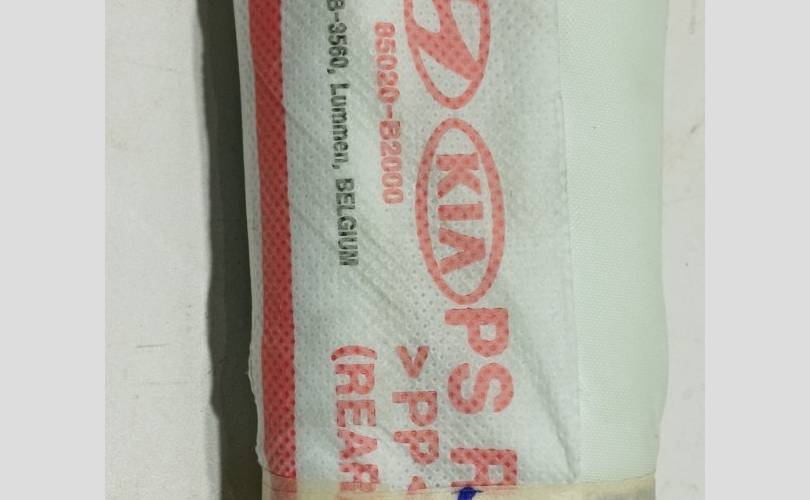 KIA PS R
85020-B2000
>PP
B-3560, Lummen, BELGIUM
(REAR